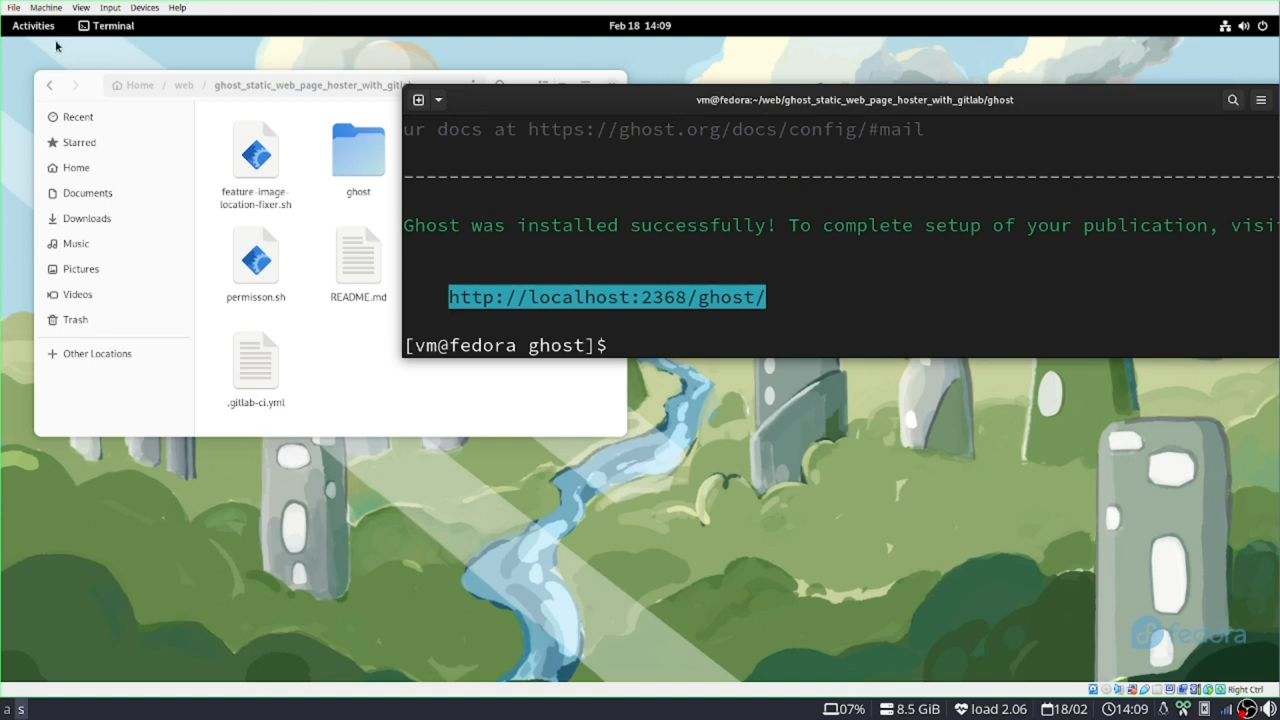 File Machine View Input Devices Help
Activities Terminal Feb 18 14:09
Home / web / ghost_static_web_page_hoster_with_gitl
Recent
Starred
Home
Documents
Downloads
Music
Pictures
Videos
Trash
Other Locations
feature-image-location-fixer.sh
ghost
permisson.sh
README.md
.gitlab-ci.yml
vm@fedora:~/web/ghost_static_web_page_hoster_with_gitlab/ghost
ur docs at https://ghost.org/docs/config/#mail
------------------------------------------------------------------------------
Ghost was installed successfully! To complete setup of your publication, visi
http://localhost:2368/ghost/
[vm@fedora ghost]$
fedora
Right Ctrl
a s 07% 8.5 GiB load 2.06 18/02 14:09